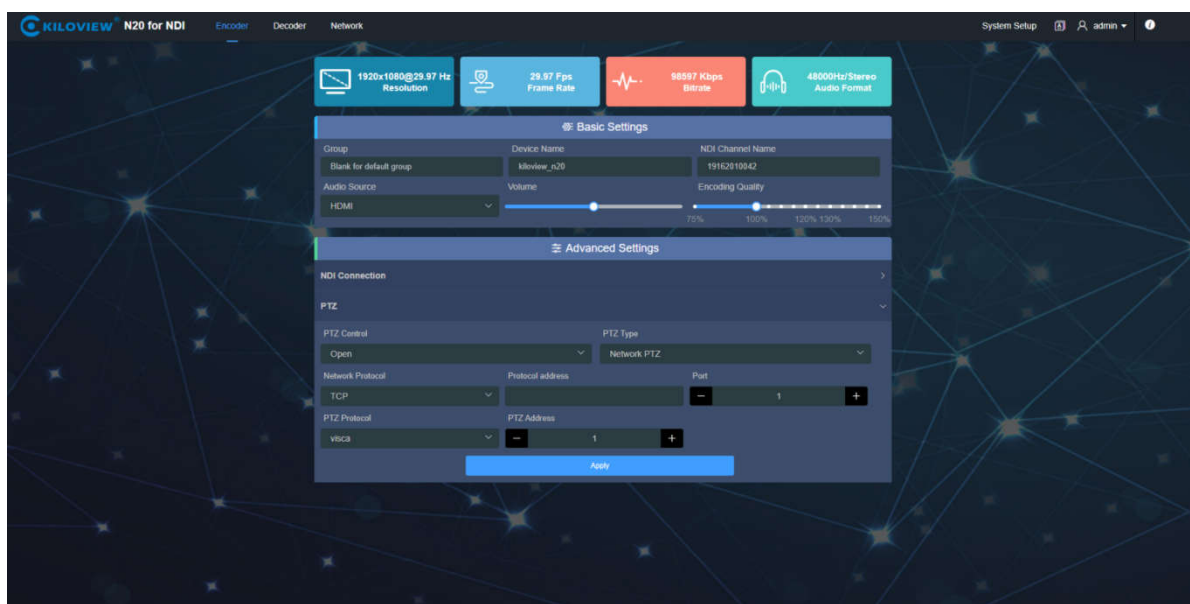 KILOVIEW® N20 for NDI Encoder Decoder Network System Setup A admin
1920x1080@29.97 Hz
Resolution
29.97 Fps
Frame Rate
98597 Kbps
Bitrate
48000Hz/Stereo
Audio Format
Basic Settings
Group Device Name NDI Channel Name
Blank for default group kiloview_n20 19162010042
Audio Source Volume Encoding Quality
HDMI
75% 100% 120% 130% 150%
Advanced Settings
NDI Connection
PTZ
PTZ Control PTZ Type
Open Network PTZ
Network Protocol Protocol address Port
TCP - 1 +
PTZ Protocol PTZ Address
visca - 1 +
Apply